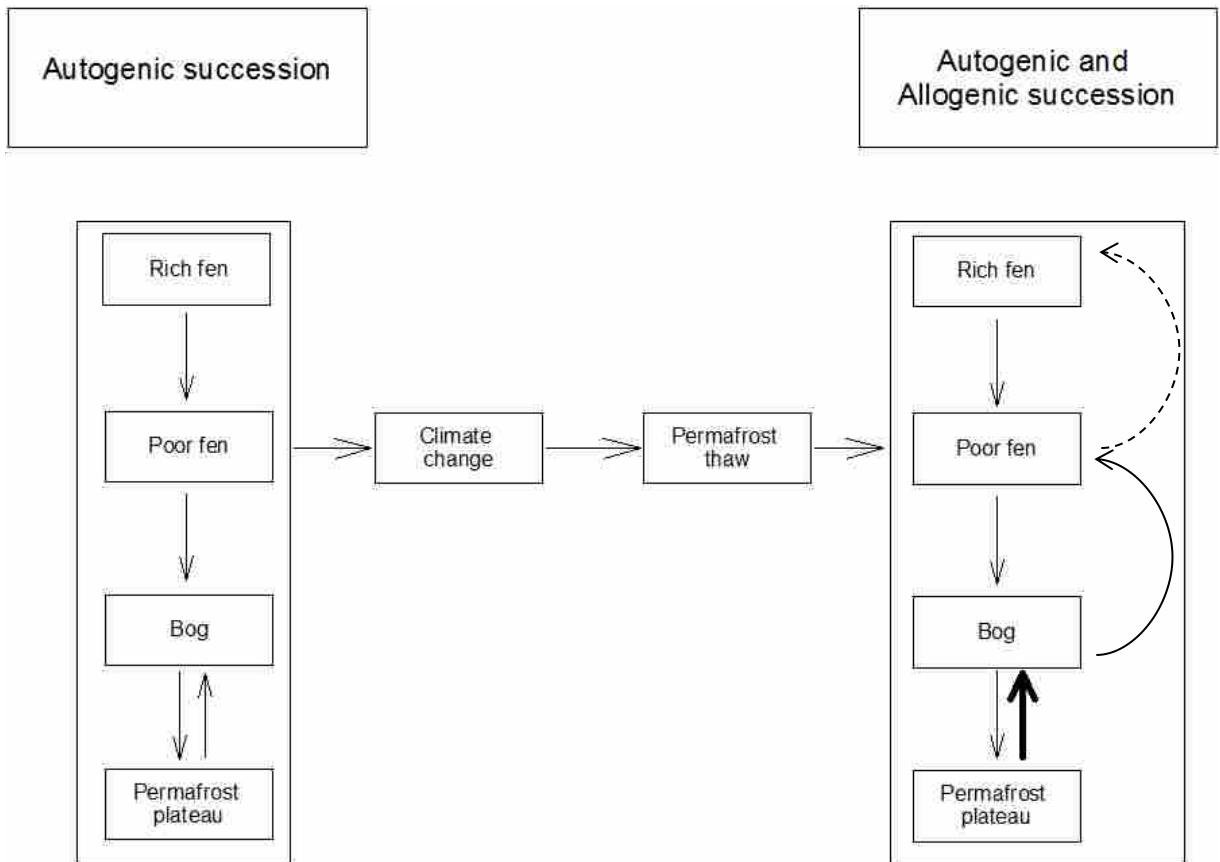 Autogenic succession
Autogenic and
Allogenic succession
Rich fen
Poor fen
Bog
Permafrost
plateau
Climate
change
Permafrost
thaw
Rich fen
Poor fen
Bog
Permafrost
plateau